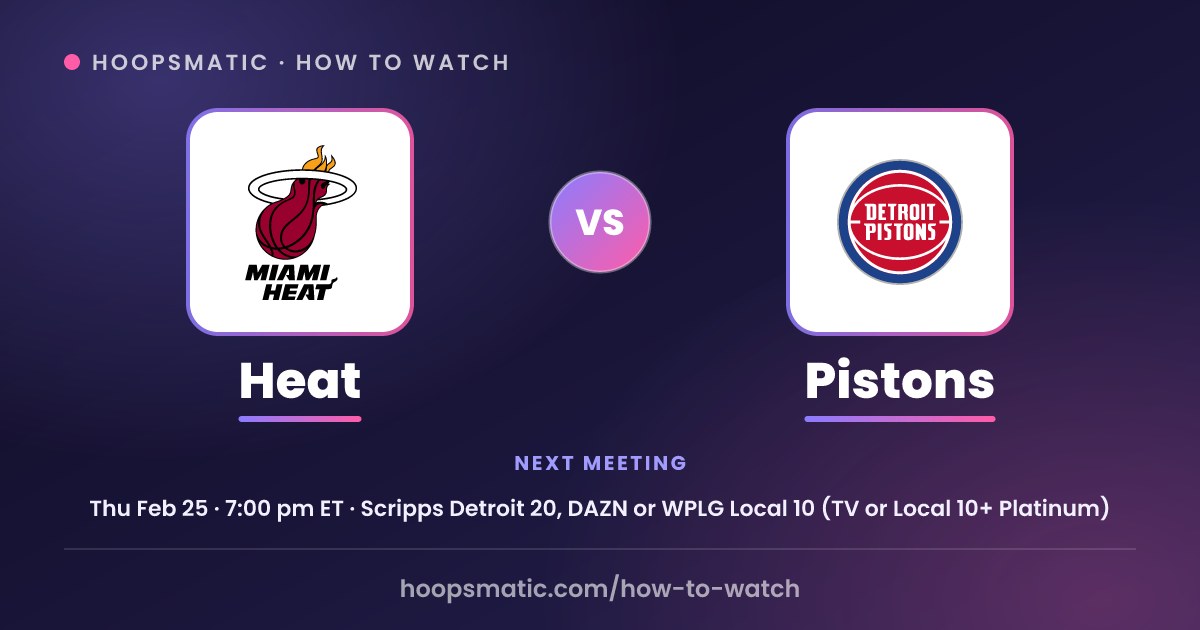 HOOPSMATIC · HOW TO WATCH
MIAMI
HEAT
VS
DETROIT
PISTONS
Heat
Pistons
NEXT MEETING
Thu Feb 25 · 7:00 pm ET · Scripps Detroit 20, DAZN or WPLG Local 10 (TV or Local 10+ Platinum)
hoopsmatic.com/how-to-watch